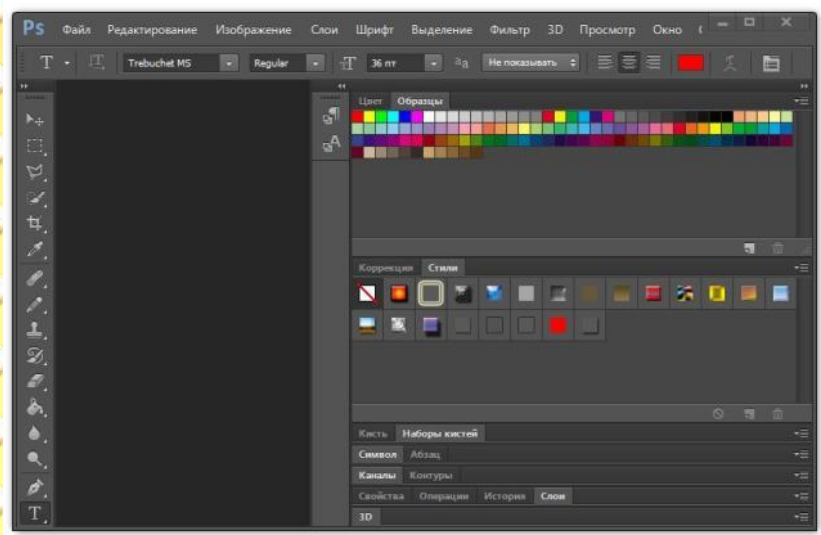 Ps Файл Редактирование Изображение Слои Шрифт Выделение Фильтр 3D Просмотр Окно
T T Trebuchet MS Regular T 36 пт aa Не показывать
Цвет Образцы
A
Коррекция Стили
Кисть Наборы кистей
Символ Абзац
Каналы Контуры
Свойства Операции История Слои
T 3D